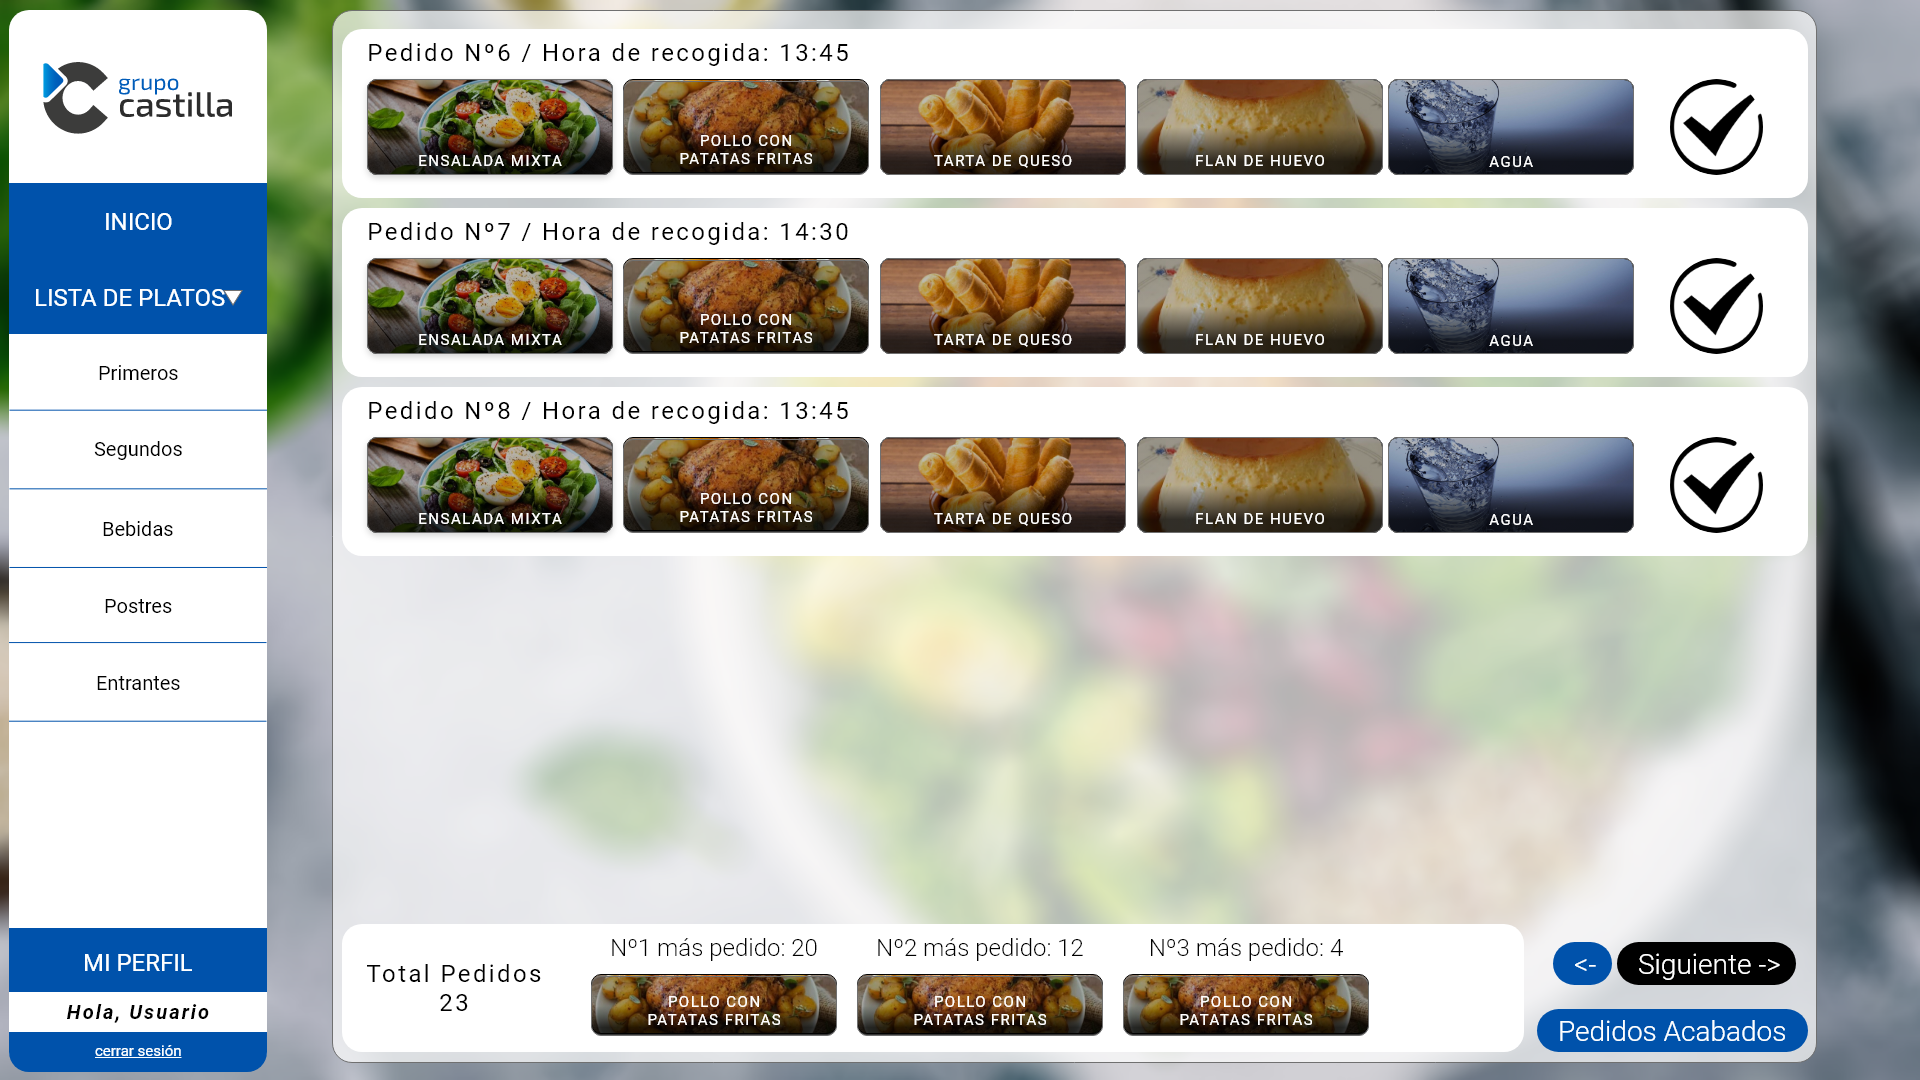 grupo
castilla
INICIO
LISTA DE PLATOS
Primeros
Segundos
Bebidas
Postres
Entrantes
MI PERFIL
Hola, Usuario
cerrar sesión
Pedido Nº6 / Hora de recogida: 13:45
ENSALADA MIXTA
POLLO CON
PATATAS FRITAS
TARTA DE QUESO
FLAN DE HUEVO
AGUA
Pedido Nº7 / Hora de recogida: 14:30
ENSALADA MIXTA
POLLO CON
PATATAS FRITAS
TARTA DE QUESO
FLAN DE HUEVO
AGUA
Pedido Nº8 / Hora de recogida: 13:45
ENSALADA MIXTA
POLLO CON
PATATAS FRITAS
TARTA DE QUESO
FLAN DE HUEVO
AGUA
Total Pedidos
23
Nº1 más pedido: 20
POLLO CON
PATATAS FRITAS
Nº2 más pedido: 12
POLLO CON
PATATAS FRITAS
Nº3 más pedido: 4
POLLO CON
PATATAS FRITAS
<-
Siguiente ->
Pedidos Acabados